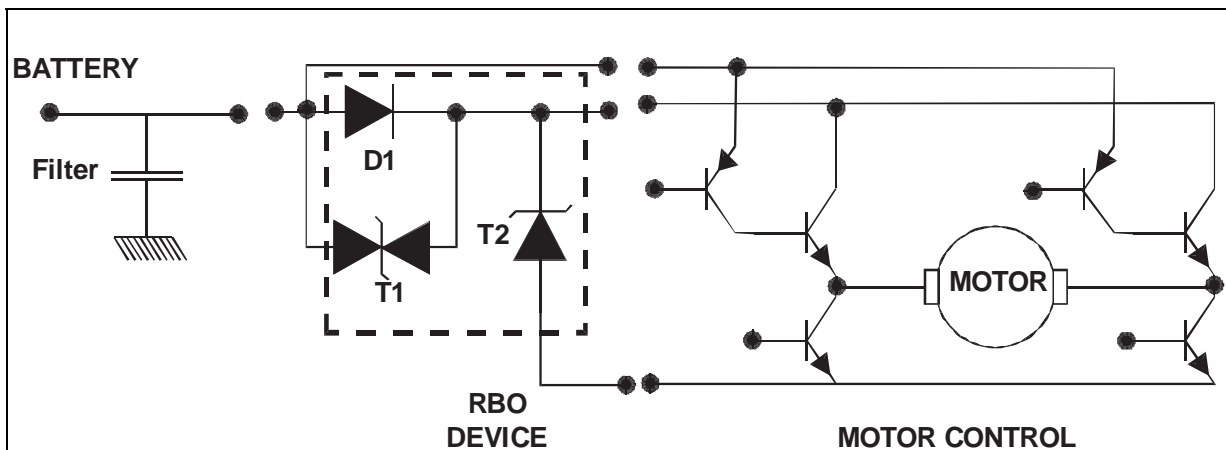 BATTERY
Filter
D1
T1
T2
MOTOR
RBO
DEVICE
MOTOR CONTROL